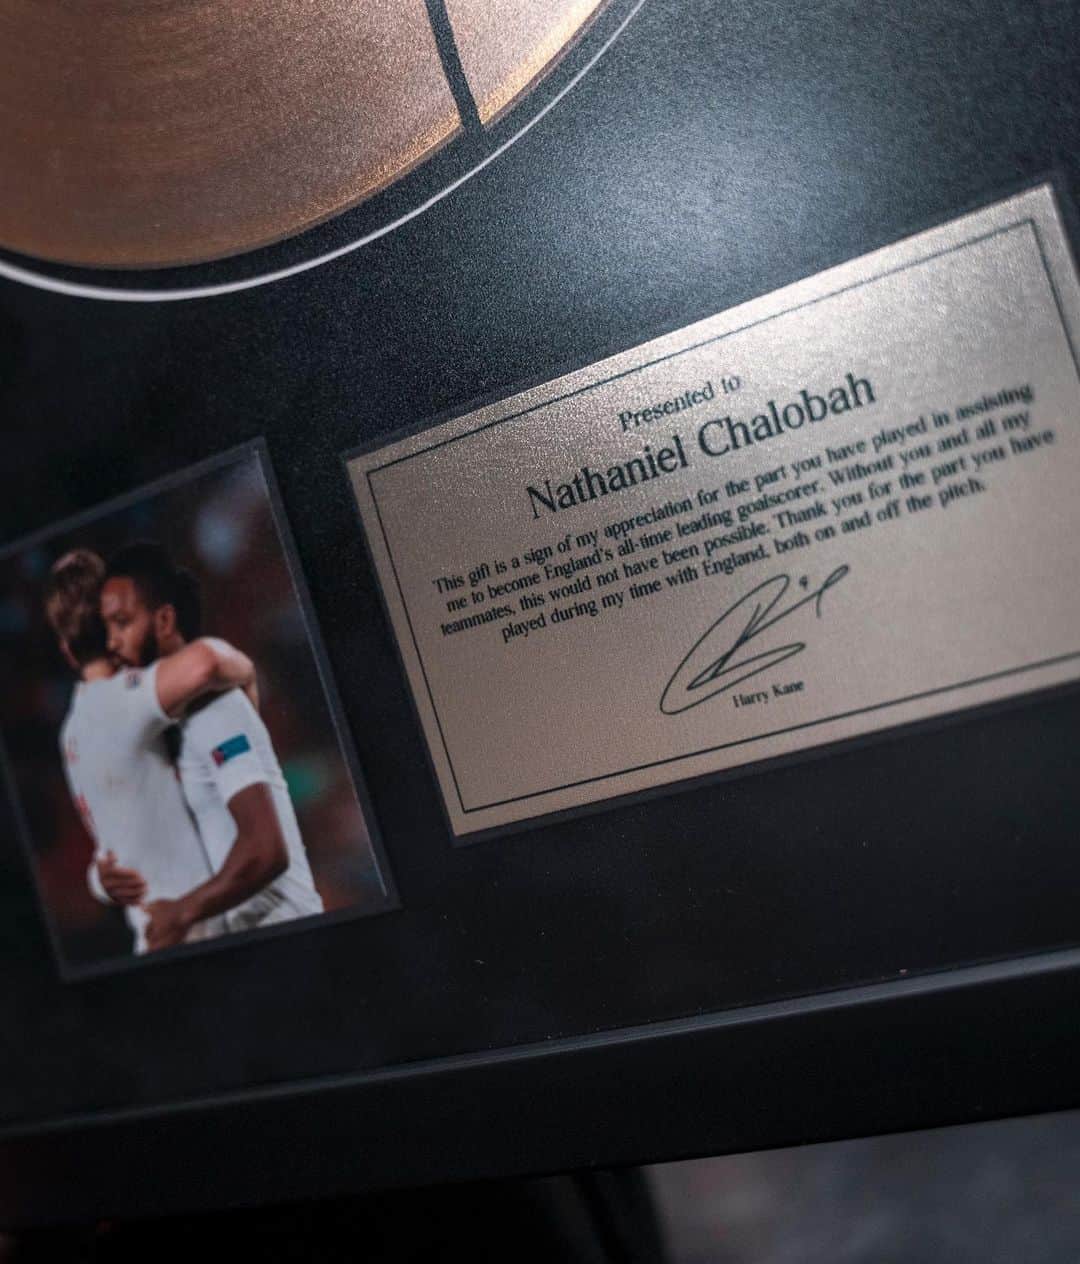 Presented to
Nathaniel Chalobah
This gift is a sign of my appreciation for the part you have played in assisting
me to become England's all-time leading goalscorer. Without you and all my
teammates, this would not have been possible. Thank you for the part you have
played during my time with England, both on and off the pitch.
Harry Kane